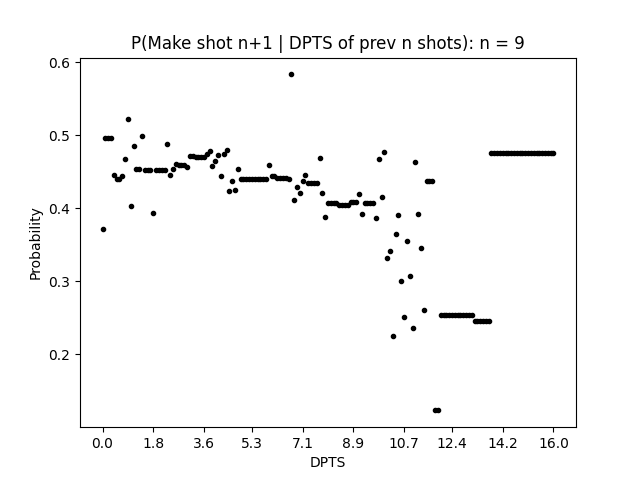 P(Make shot n+1 | DPTS of prev n shots): n = 9
0.6
0.5
0.4
0.3
0.2
Probability
0.0 1.8 3.6 5.3 7.1 8.9 10.7 12.4 14.2 16.0
DPTS